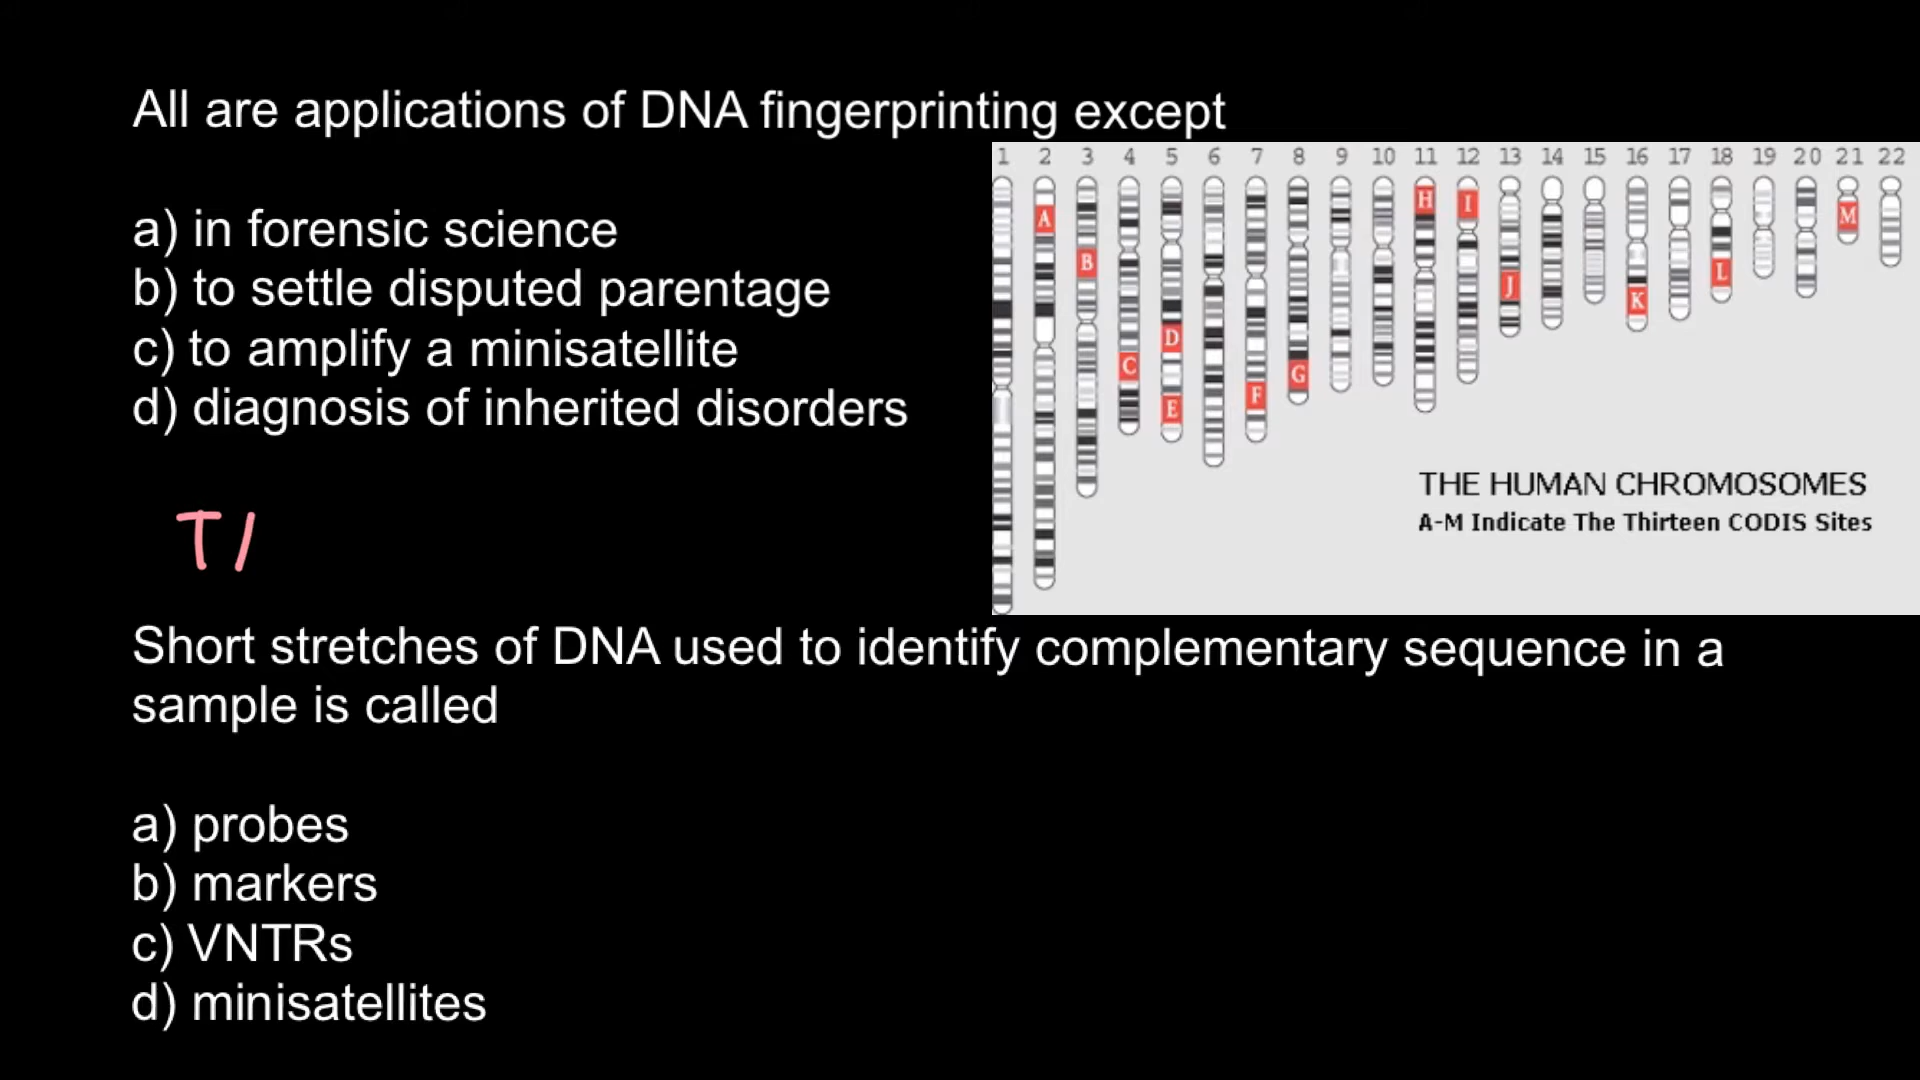 All are applications of DNA fingerprinting except
a) in forensic science
b) to settle disputed parentage
c) to amplify a minisatellite
d) diagnosis of inherited disorders
1 2 3 4 5 6 7 8 9 10 11 12 13 14 15 16 17 18 19 20 21 22
A B C D E F G H I J K L M
THE HUMAN CHROMOSOMES
A-M Indicate The Thirteen CODIS Sites
T/
Short stretches of DNA used to identify complementary sequence in a
sample is called
a) probes
b) markers
c) VNTRs
d) minisatellites